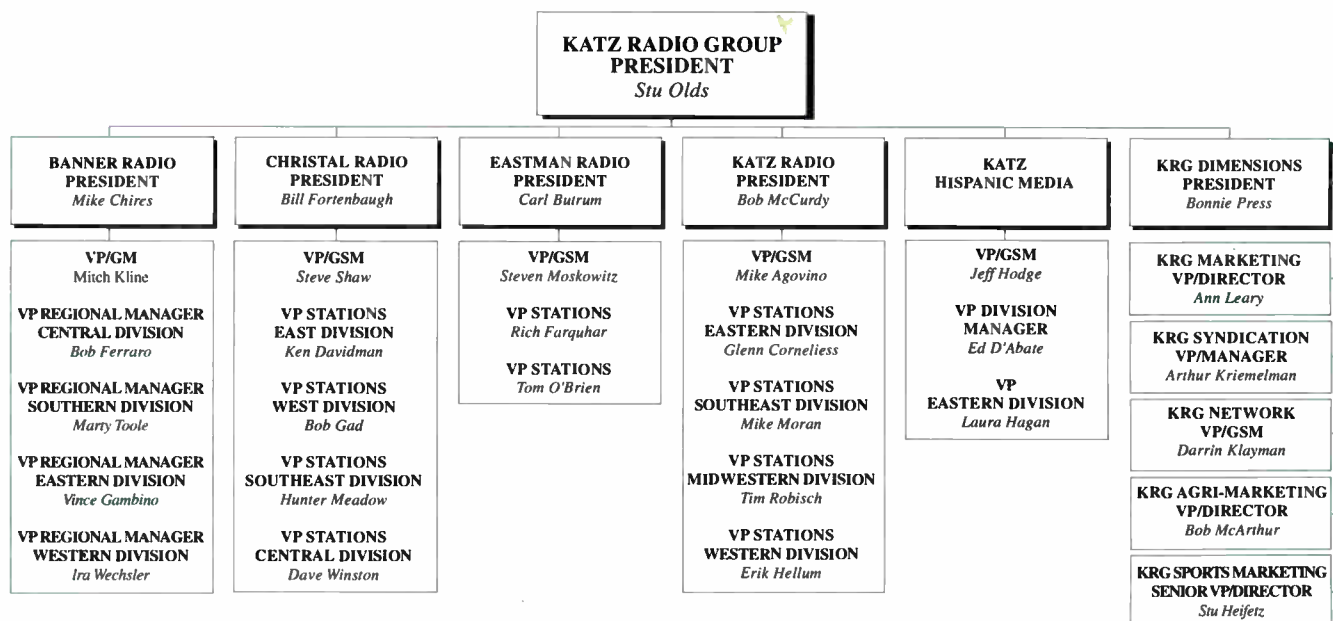 KATZ RADIO GROUP
PRESIDENT
Stu Olds
BANNER RADIO
PRESIDENT
Mike Chires
VP/GM
Mitch Kline
VP REGIONAL MANAGER
CENTRAL DIVISION
Bob Ferraro
VP REGIONAL MANAGER
SOUTHERN DIVISION
Marty Toole
VP REGIONAL MANAGER
EASTERN DIVISION
Vince Gambino
VP REGIONAL MANAGER
WESTERN DIVISION
Ira Wechsler
CHRISTAL RADIO
PRESIDENT
Bill Fortenbaugh
VP/GSM
Steve Shaw
VP STATIONS
EAST DIVISION
Ken Davidman
VP STATIONS
WEST DIVISION
Bob Gad
VP STATIONS
SOUTHEAST DIVISION
Hunter Meadow
VP STATIONS
CENTRAL DIVISION
Dave Winston
EASTMAN RADIO
PRESIDENT
Carl Butrum
VP/GSM
Steven Moskowitz
VP STATIONS
Rich Farquhar
VP STATIONS
Tom O'Brien
KATZ RADIO
PRESIDENT
Bob McCurdy
VP/GSM
Mike Agovino
VP STATIONS
EASTERN DIVISION
Glenn Corneliess
VP STATIONS
SOUTHEAST DIVISION
Mike Moran
VP STATIONS
MIDWESTERN DIVISION
Tim Robisch
VP STATIONS
WESTERN DIVISION
Erik Hellum
KATZ
HISPANIC MEDIA
VP/GSM
Jeff Hodge
VP DIVISION
MANAGER
Ed D'Abate
VP
EASTERN DIVISION
Laura Hagan
KRG DIMENSIONS
PRESIDENT
Bonnie Press
KRG MARKETING
VP/DIRECTOR
Ann Leary
KRG SYNDICATION
VP/MANAGER
Arthur Kriemelman
KRG NETWORK
VP/GSM
Darrin Klayman
KRG AGRI-MARKETING
VP/DIRECTOR
Bob McArthur
KRG SPORTS MARKETING
SENIOR VP/DIRECTOR
Stu Heifetz